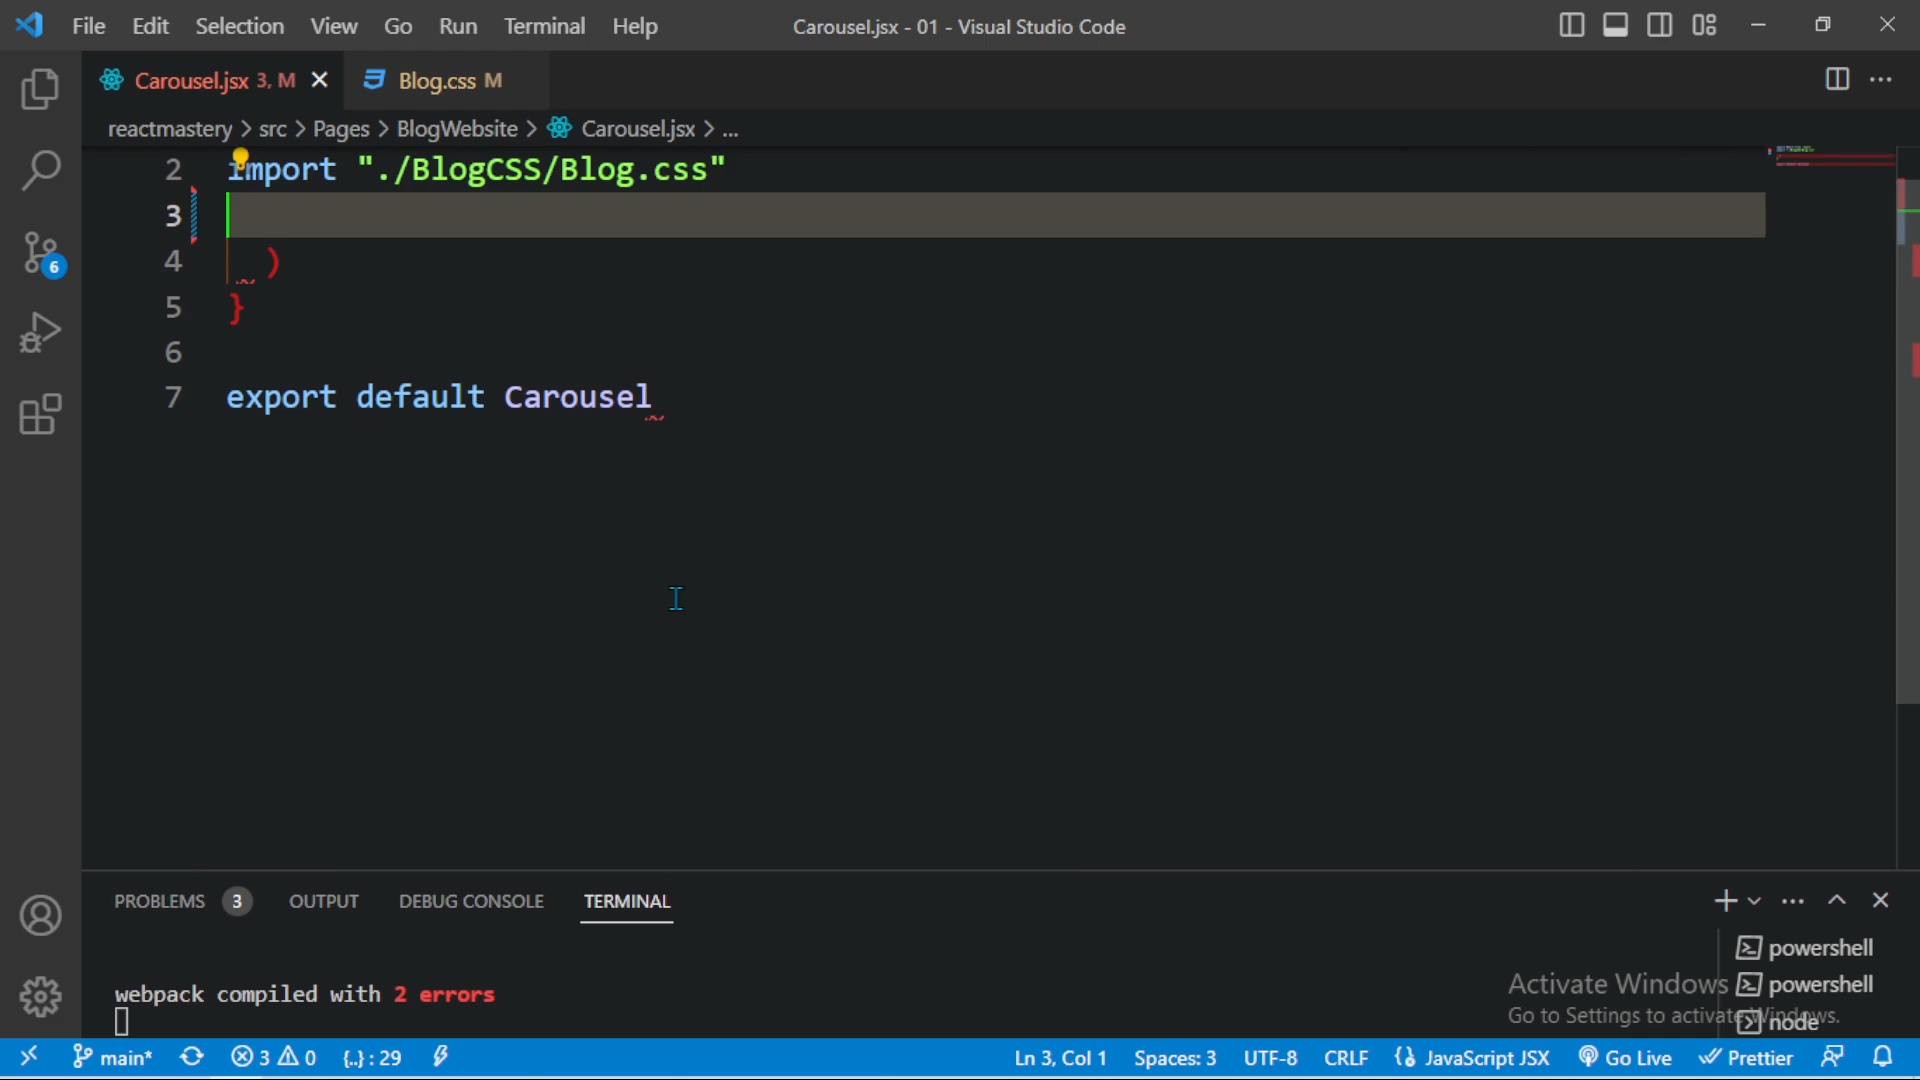 File Edit Selection View Go Run Terminal Help Carousel.jsx - 01 - Visual Studio Code
Carousel.jsx 3, M Blog.css M
reactmastery > src > Pages > BlogWebsite > Carousel.jsx > ...
2 import "./BlogCSS/Blog.css"
3
4 )
5 }
6
7 export default Carousel
PROBLEMS 3 OUTPUT DEBUG CONSOLE TERMINAL
powershell
webpack compiled with 2 errors
Activate Windows
powershell
Go to Settings to activate Windows.
node
6
main* 3 0 {..} : 29 Ln 3, Col 1 Spaces: 3 UTF-8 CRLF JavaScript JSX Go Live Prettier